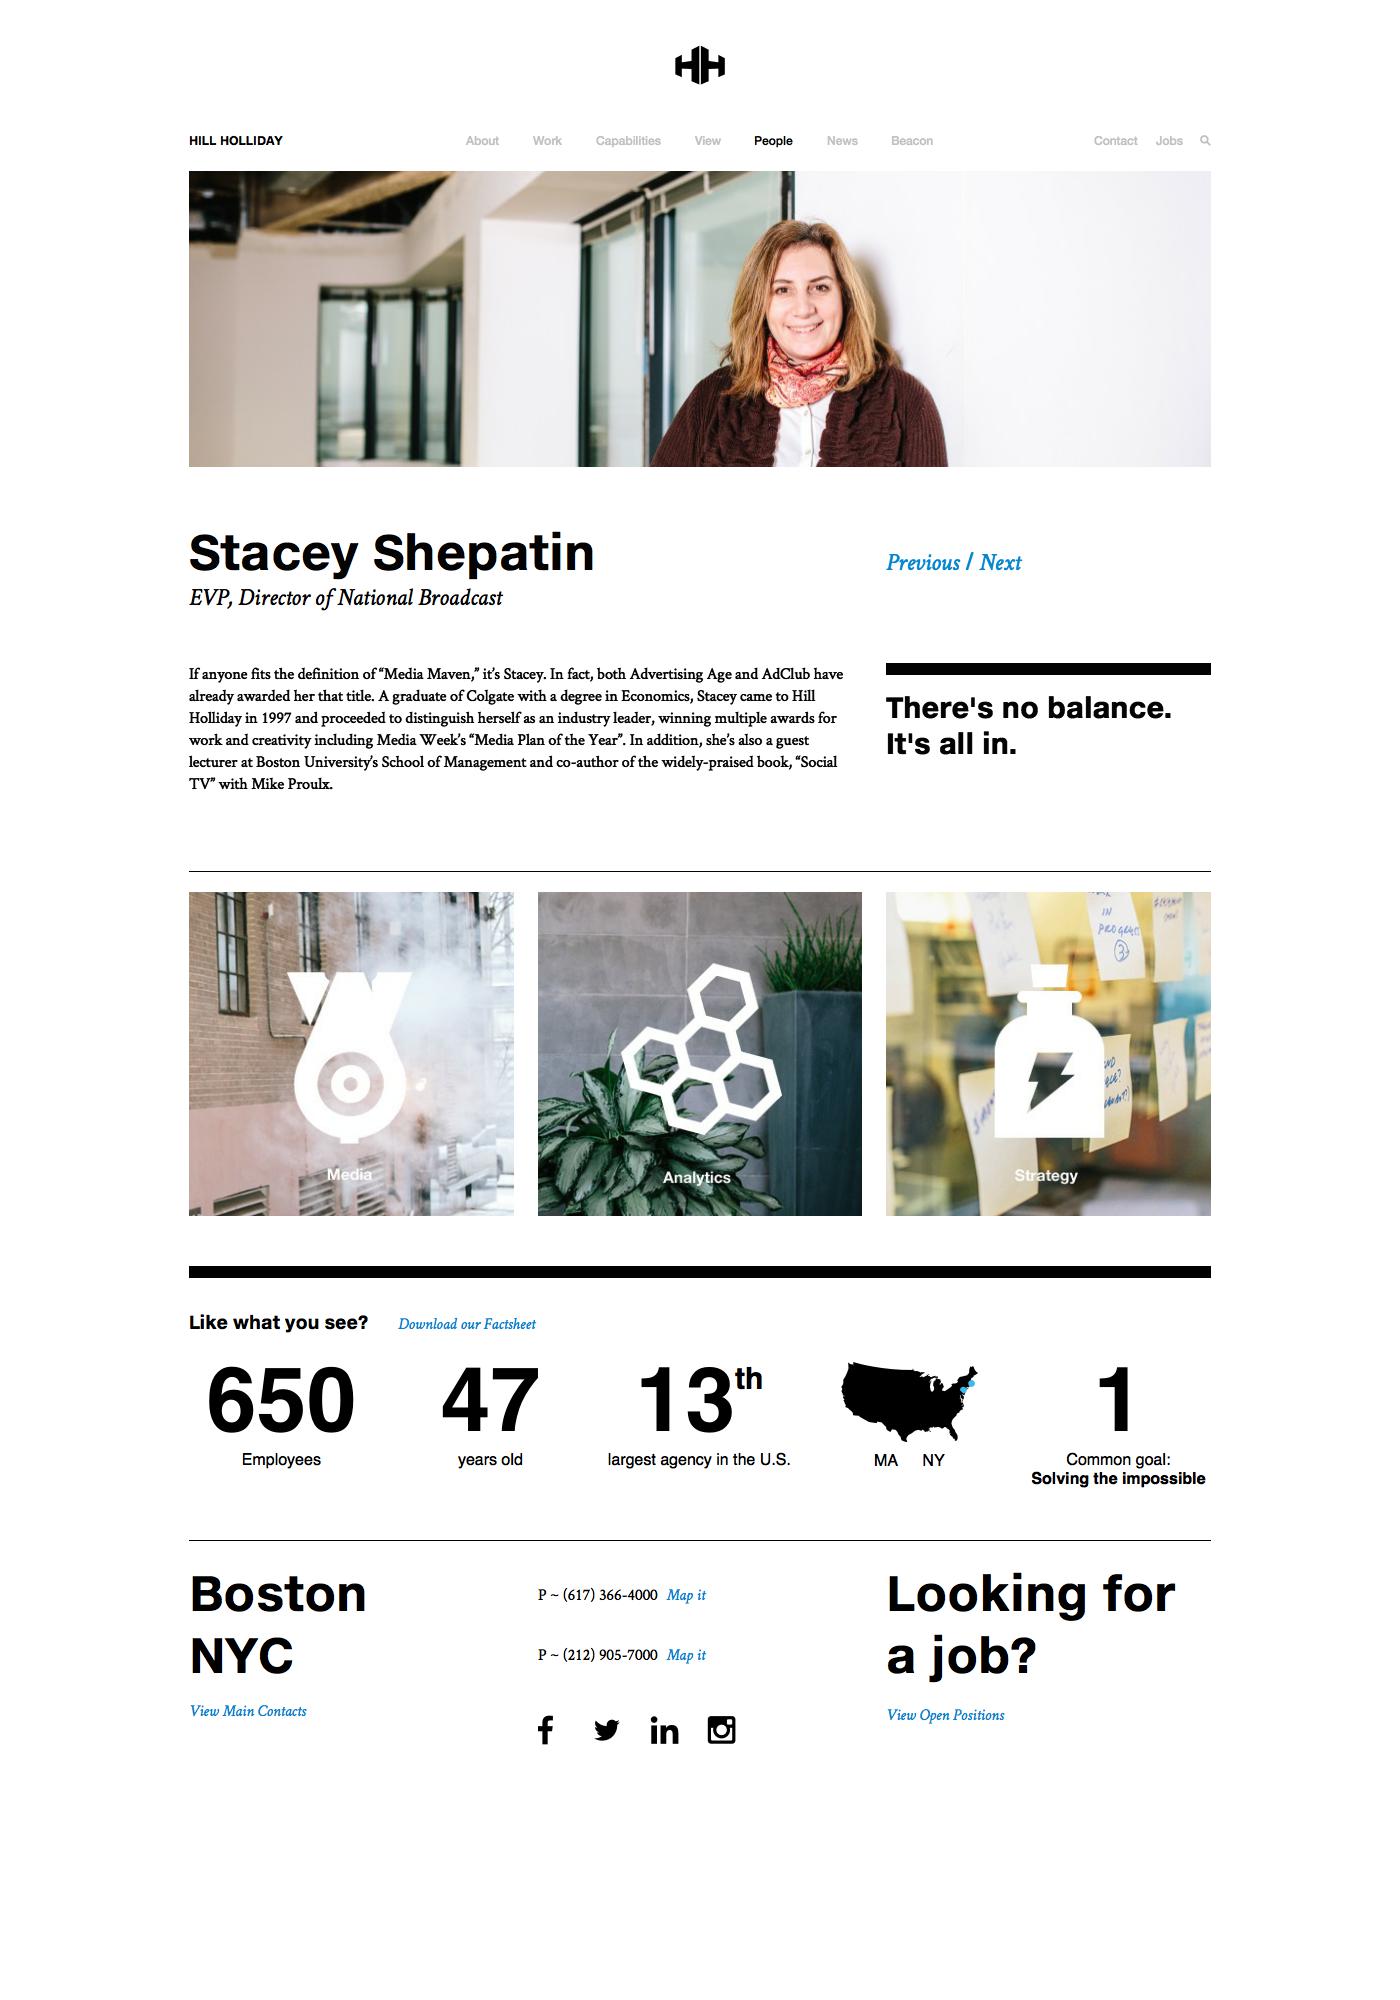 HILL HOLLIDAY
About Work Capabilities View People News Beacon
Contact Jobs
Stacey Shepatin
EVP, Director of National Broadcast
Previous / Next
If anyone fits the definition of “Media Maven,” it’s Stacey. In fact, both Advertising Age and AdClub have
already awarded her that title. A graduate of Colgate with a degree in Economics, Stacey came to Hill
Holliday in 1997 and proceeded to distinguish herself as an industry leader, winning multiple awards for
work and creativity including Media Week’s “Media Plan of the Year”. In addition, she’s also a guest
lecturer at Boston University’s School of Management and co-author of the widely-praised book, “Social
TV” with Mike Proulx.
There's no balance.
It's all in.
Media
Analytics
IN
PROGRESS
3
Strategy
Like what you see? Download our Factsheet
650
Employees
47
years old
13th
largest agency in the U.S.
MA NY
1
Common goal:
Solving the impossible
Boston
NYC
View Main Contacts
P ~ (617) 366-4000 Map it
P ~ (212) 905-7000 Map it
Looking for
a job?
View Open Positions